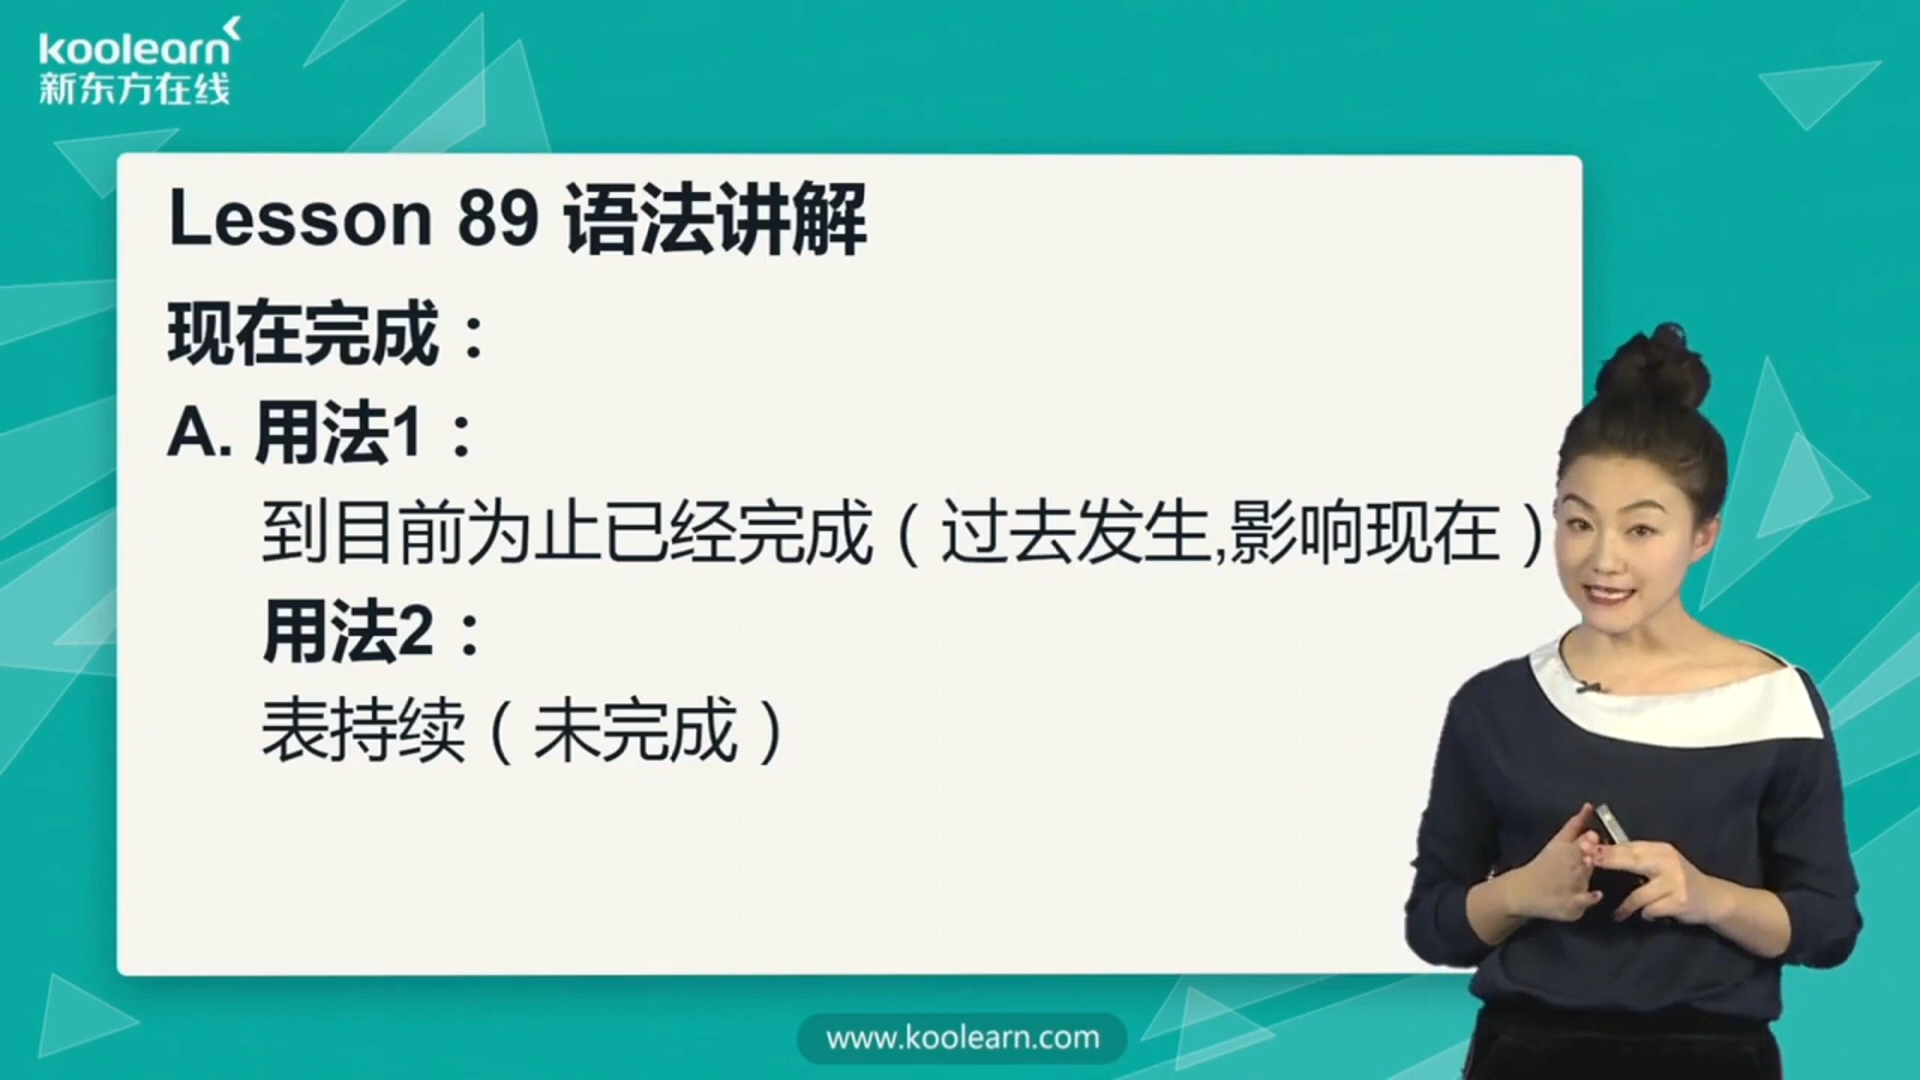 koolearn
新东方在线
Lesson 89 语法讲解
现在完成：
A. 用法1：
到目前为止已经完成（过去发生,影响现在）
用法2：
表持续（未完成）
www.koolearn.com